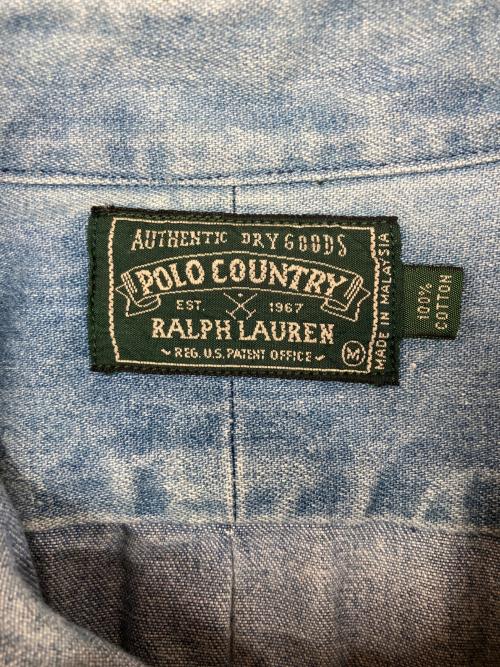 AUTHENTIC DRY GOODS
POLO COUNTRY
EST. 1967
RALPH LAUREN
REG. U.S. PATENT OFFICE
M
MADE IN MALAYSIA
100%
COTTON